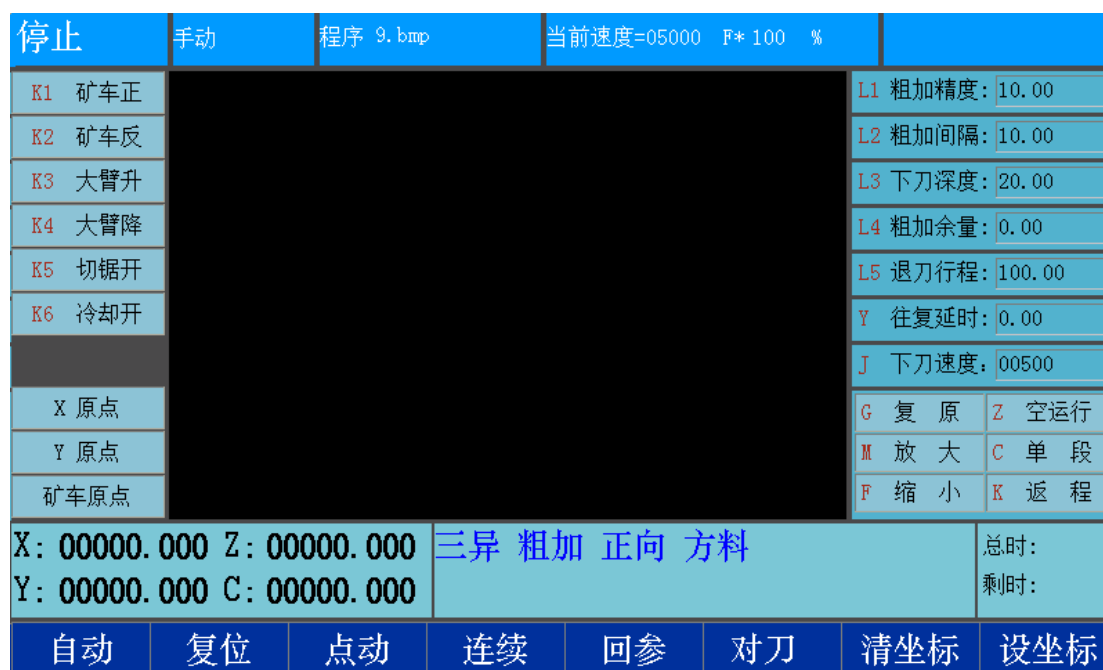 停止 手动 程序 9.bmp 当前速度=05000 F*100 %
K1 矿车正
K2 矿车反
K3 大臂升
K4 大臂降
K5 切锯开
K6 冷却开
X 原点
Y 原点
矿车原点
L1 粗加精度: 10.00
L2 粗加间隔: 10.00
L3 下刀深度: 20.00
L4 粗加余量: 0.00
L5 退刀行程: 100.00
Y 往复延时: 0.00
J 下刀速度: 00500
G 复 原 Z 空运行
M 放 大 C 单 段
F 缩 小 K 返 程
X: 00000.000 Z: 00000.000
Y: 00000.000 C: 00000.000
三异 粗加 正向 方料
总时:
剩时:
自动 复位 点动 连续 回参 对刀 清坐标 设坐标